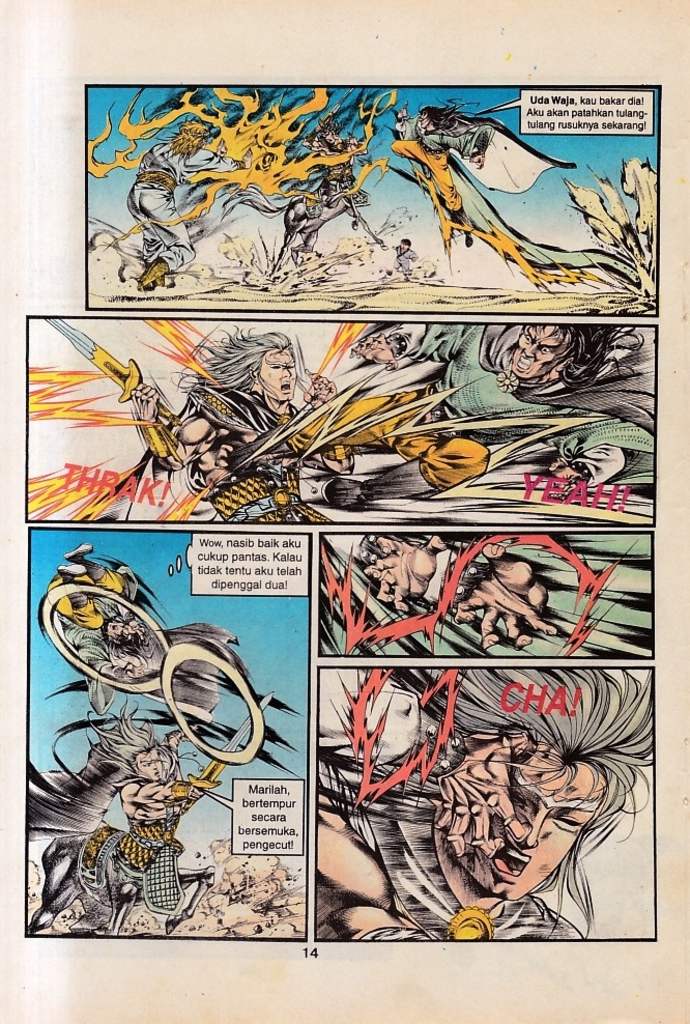 Uda Waja, kau bakar dia!
Aku akan patahkan tulang-
tulang rusuknya sekarang!
THRAK!
YEAH!
Wow, nasib baik aku
cukup pantas. Kalau
tidak tentu aku telah
dipenggal dua!
Marilah,
bertempur
secara
bersemuka,
pengecut!
CHA!
14